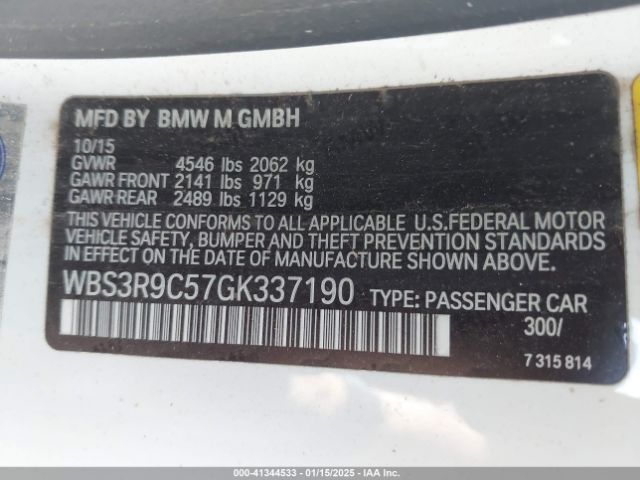 MFD BY BMW M GMBH
10/15
GVWR 4546 lbs 2062 kg
GAWR FRONT 2141 lbs 971 kg
GAWR REAR 2489 lbs 1129 kg
THIS VEHICLE CONFORMS TO ALL APPLICABLE U.S.FEDERAL MOTOR
VEHICLE SAFETY, BUMPER AND THEFT PREVENTION STANDARDS
IN EFFECT ON THE DATE OF MANUFACTURE SHOWN ABOVE.
WBS3R9C57GK337190 TYPE: PASSENGER CAR
300/
7 315 814
000-41344533 - 01/15/2025 - IAA Inc.